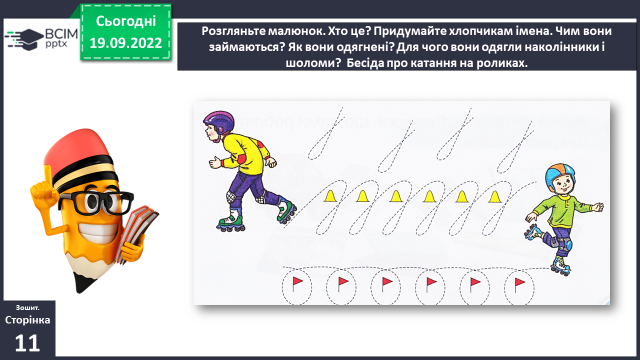 Сьогодні
19.09.2022
ВСІМ
pptx
Розгляньте малюнок. Хто це? Придумайте хлопчикам імена. Чим вони
займаються? Як вони одягнені? Для чого вони одягли наколінники і
шоломи? Бесіда про катання на роликах.
Зошит.
Сторінка
11